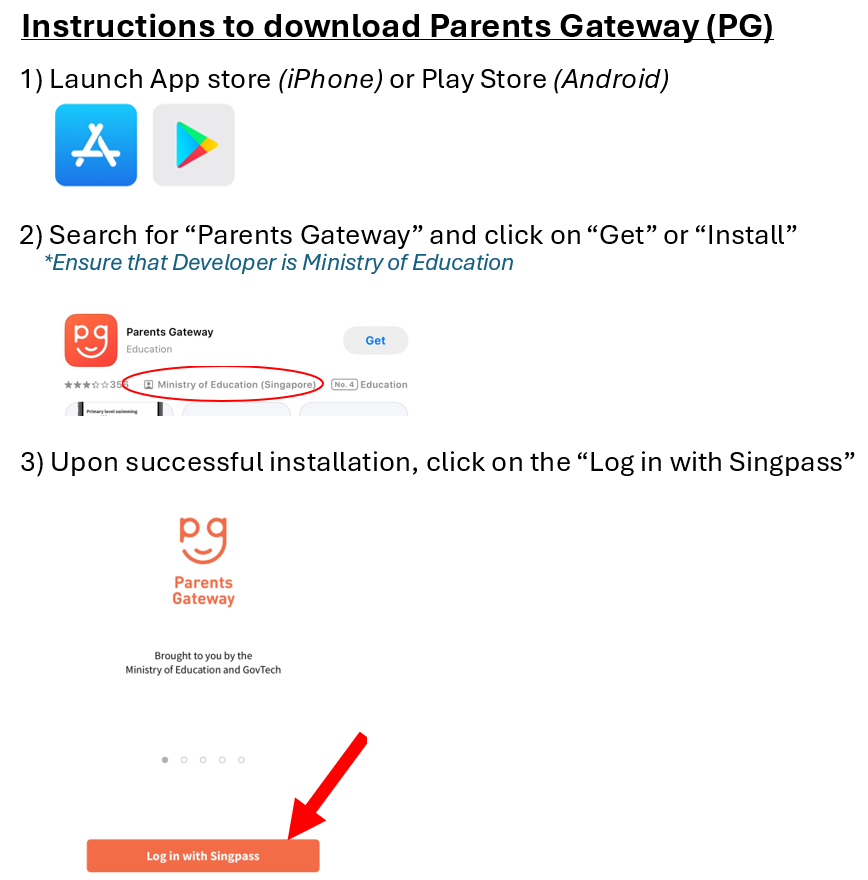 Instructions to download Parents Gateway (PG)
1) Launch App store (iPhone) or Play Store (Android)
2) Search for “Parents Gateway” and click on “Get” or “Install”
*Ensure that Developer is Ministry of Education
pg
Parents Gateway
Education
Get
★★★☆☆356 Ministry of Education (Singapore) No. 4 Education
Primary level swimming
3) Upon successful installation, click on the “Log in with Singpass”
pg
Parents
Gateway
Brought to you by the
Ministry of Education and GovTech
Log in with Singpass